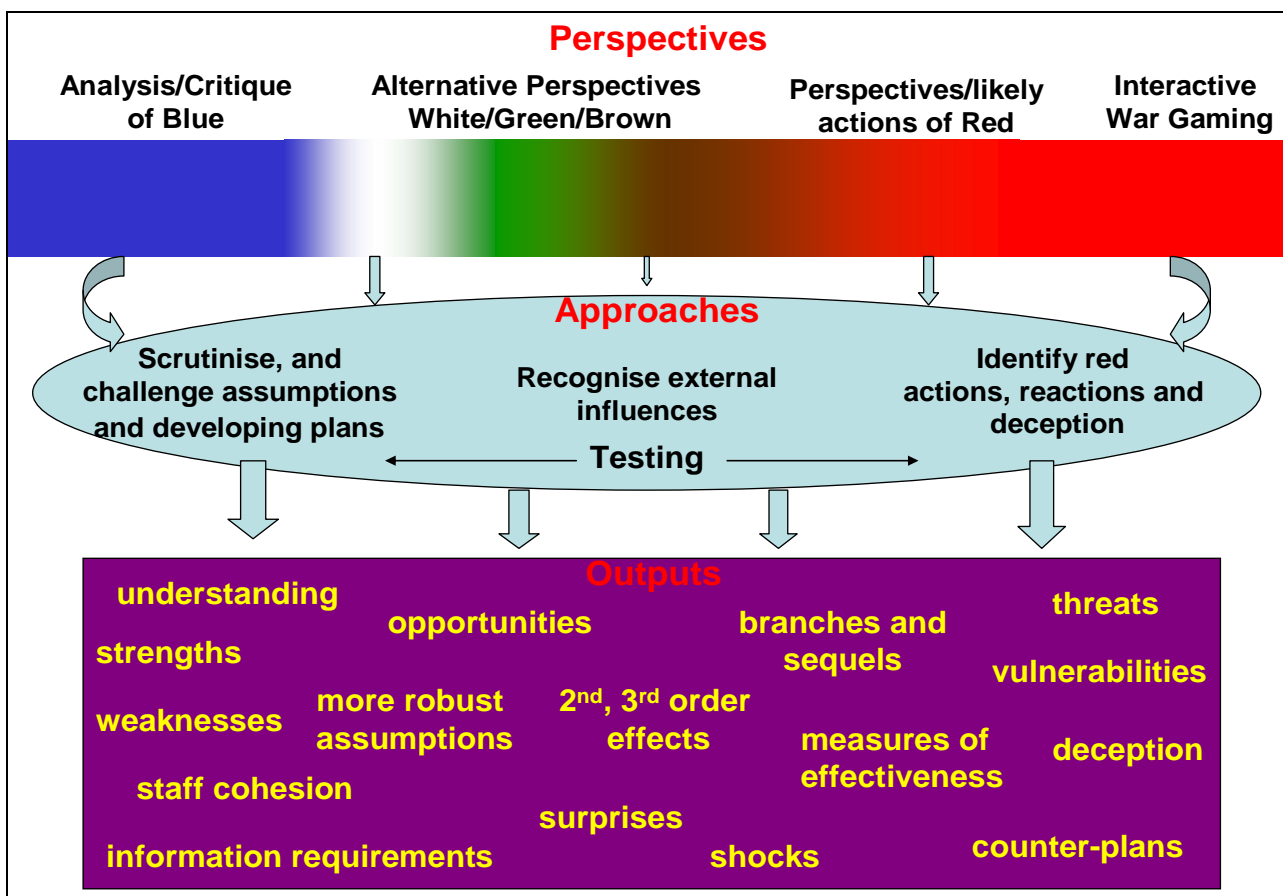 Perspectives
Analysis/Critique
of Blue
Alternative Perspectives
White/Green/Brown
Perspectives/likely
actions of Red
Interactive
War Gaming
Approaches
Scrutinise, and
challenge assumptions
and developing plans
Recognise external
influences
Identify red
actions, reactions and
deception
Testing
Outputs
understanding
opportunities
branches and
sequels
threats
strengths
vulnerabilities
weaknesses
more robust
assumptions
2nd, 3rd order
effects
measures of
effectiveness
deception
staff cohesion
surprises
information requirements
shocks
counter-plans